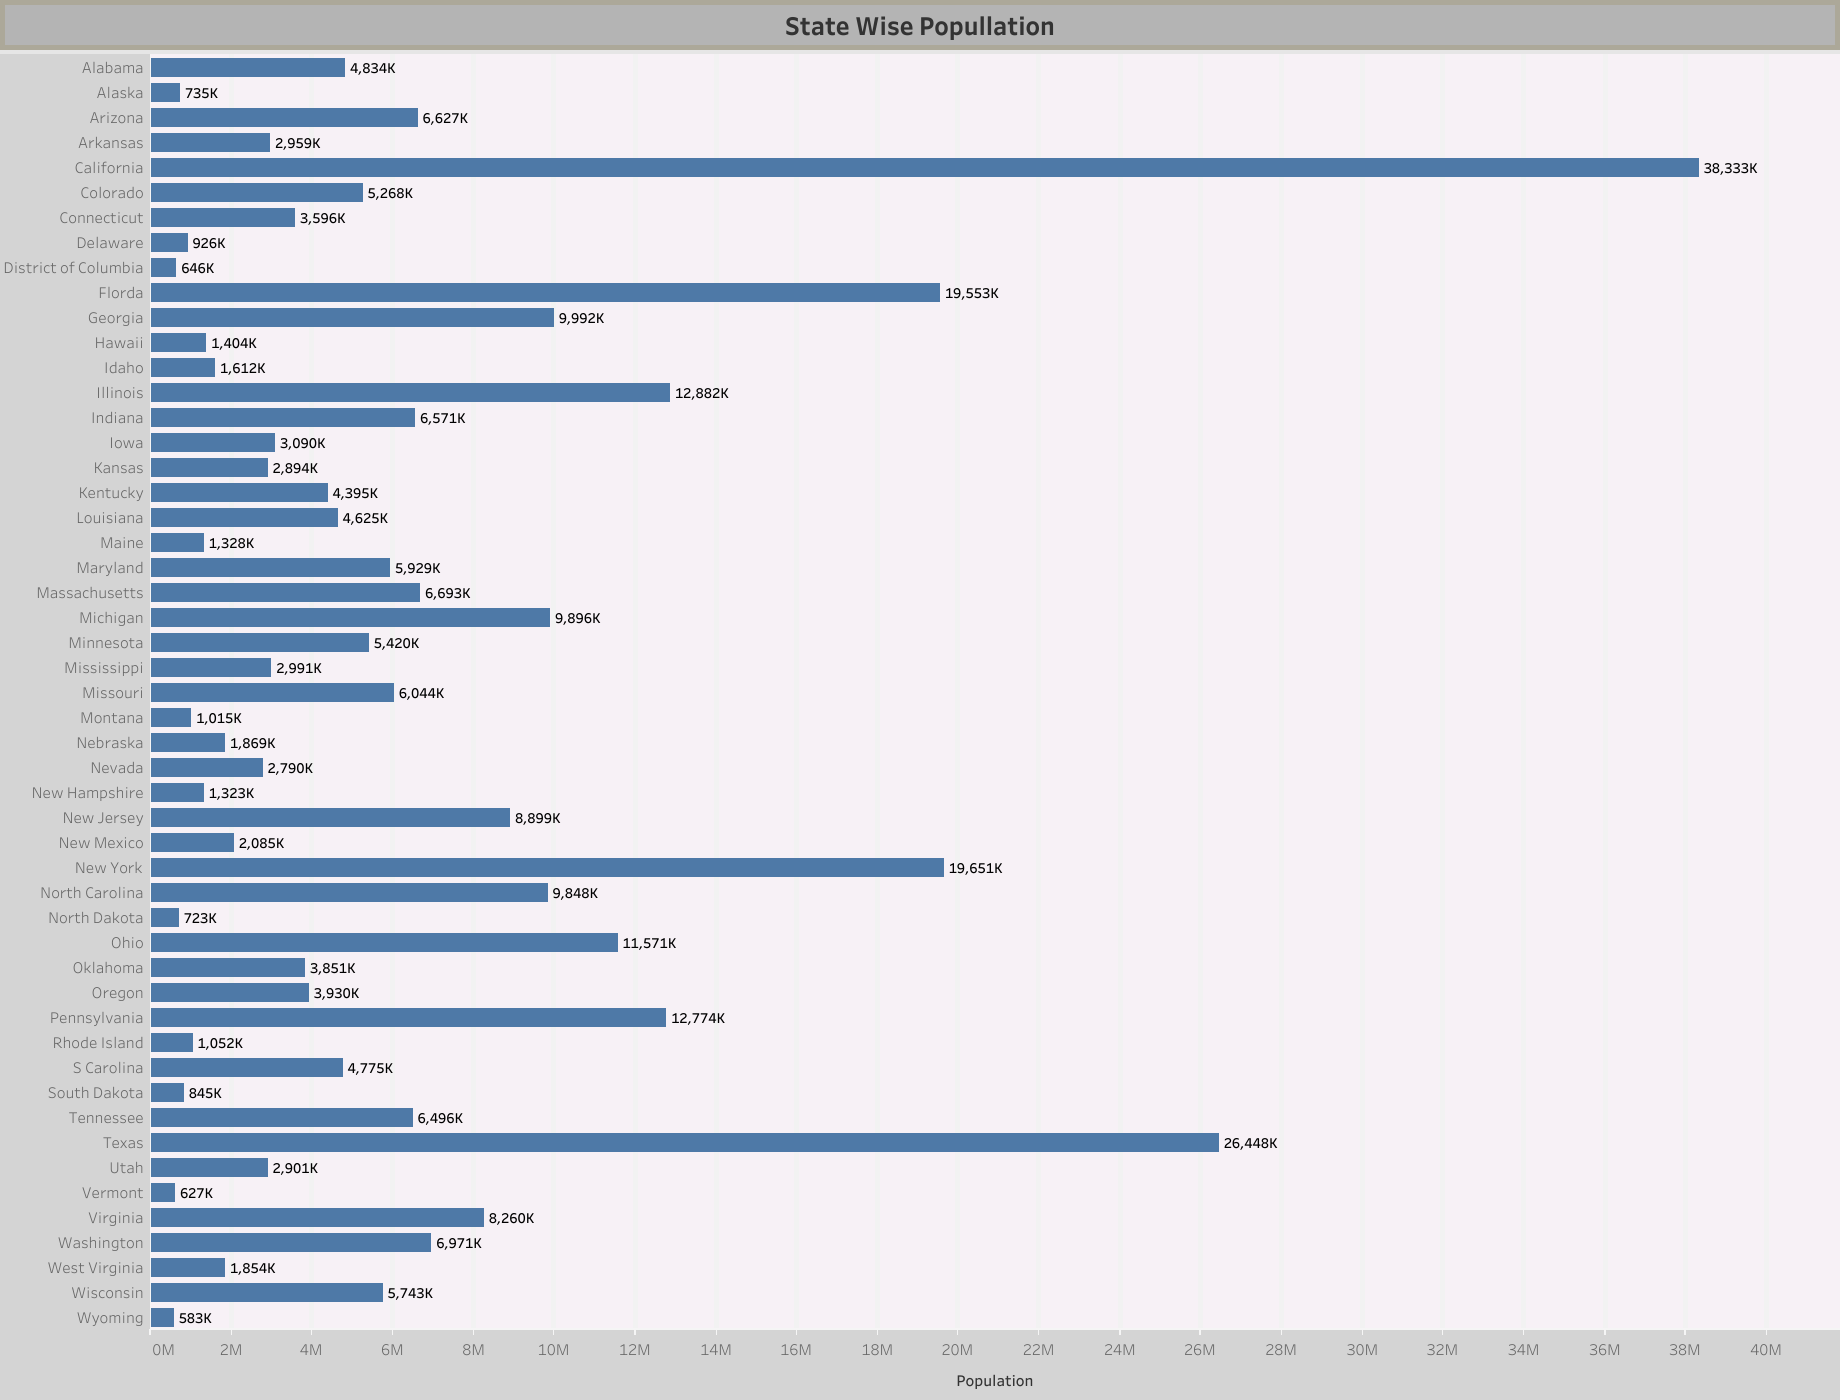 State Wise Popullation
Alabama 4,834K
Alaska 735K
Arizona 6,627K
Arkansas 2,959K
California 38,333K
Colorado 5,268K
Connecticut 3,596K
Delaware 926K
District of Columbia 646K
Florda 19,553K
Georgia 9,992K
Hawaii 1,404K
Idaho 1,612K
Illinois 12,882K
Indiana 6,571K
Iowa 3,090K
Kansas 2,894K
Kentucky 4,395K
Louisiana 4,625K
Maine 1,328K
Maryland 5,929K
Massachusetts 6,693K
Michigan 9,896K
Minnesota 5,420K
Mississippi 2,991K
Missouri 6,044K
Montana 1,015K
Nebraska 1,869K
Nevada 2,790K
New Hampshire 1,323K
New Jersey 8,899K
New Mexico 2,085K
New York 19,651K
North Carolina 9,848K
North Dakota 723K
Ohio 11,571K
Oklahoma 3,851K
Oregon 3,930K
Pennsylvania 12,774K
Rhode Island 1,052K
S Carolina 4,775K
South Dakota 845K
Tennessee 6,496K
Texas 26,448K
Utah 2,901K
Vermont 627K
Virginia 8,260K
Washington 6,971K
West Virginia 1,854K
Wisconsin 5,743K
Wyoming 583K
0M 2M 4M 6M 8M 10M 12M 14M 16M 18M 20M 22M 24M 26M 28M 30M 32M 34M 36M 38M 40M
Population